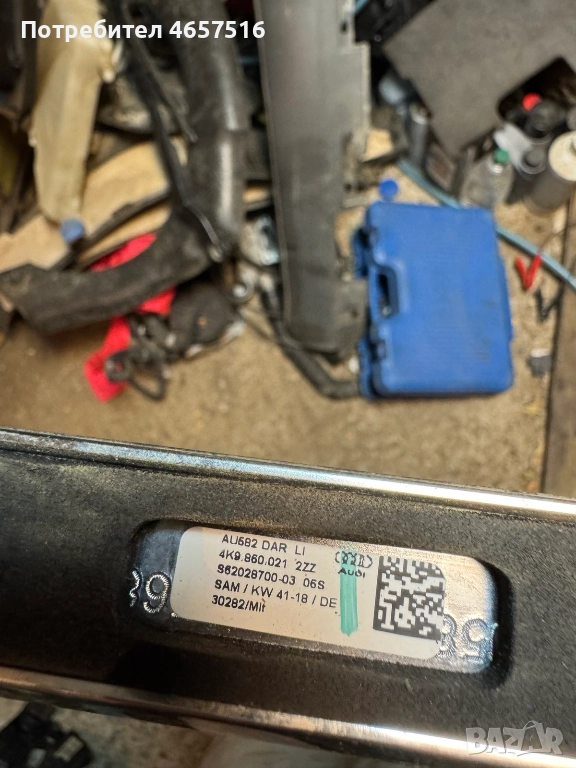 Потребител 4657516
AU582 DAR LI
4K9.860.021 2ZZ
Audi
S62028700-03 06S
SAM / KW 41-18 / DE
30282/Mit
BAZAR